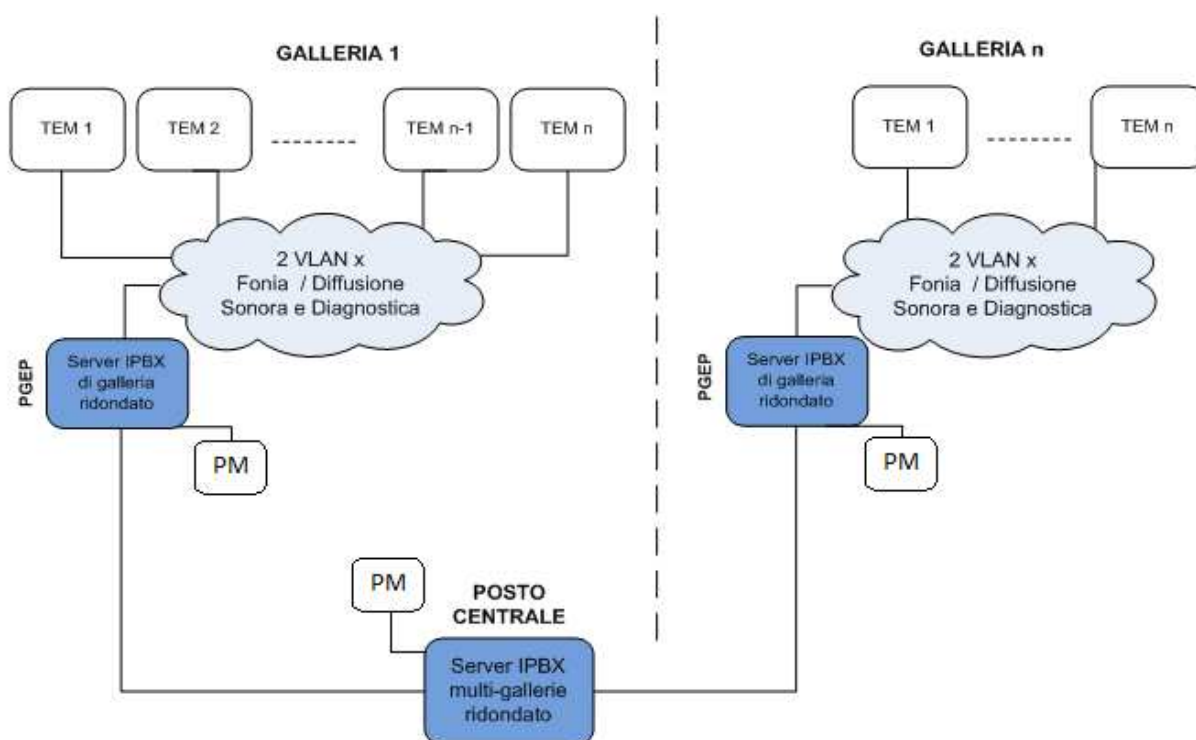 GALLERIA 1
TEM 1
TEM 2
TEM n-1
TEM n
2 VLAN x
Fonia / Diffusione
Sonora e Diagnostica
PGEP
Server IPBX
di galleria
ridondato
PM
GALLERIA n
TEM 1
TEM n
2 VLAN x
Fonia / Diffusione
Sonora e Diagnostica
PGEP
Server IPBX
di galleria
ridondato
PM
PM
POSTO
CENTRALE
Server IPBX
multi-gallerie
ridondato